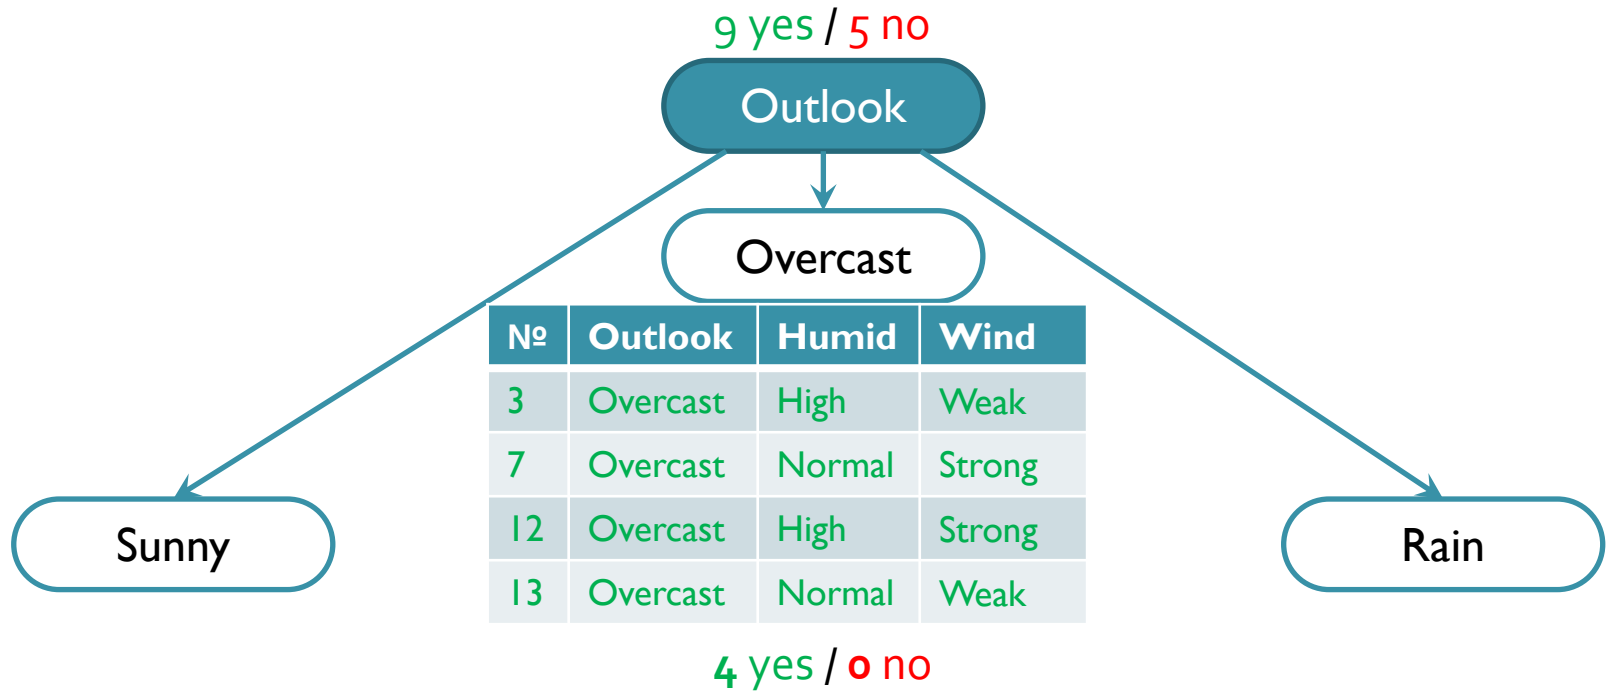 9 yes / 5 no
Outlook
Overcast
№ Outlook Humid Wind
3 Overcast High Weak
7 Overcast Normal Strong
12 Overcast High Strong
13 Overcast Normal Weak
Sunny
Rain
4 yes / 0 no